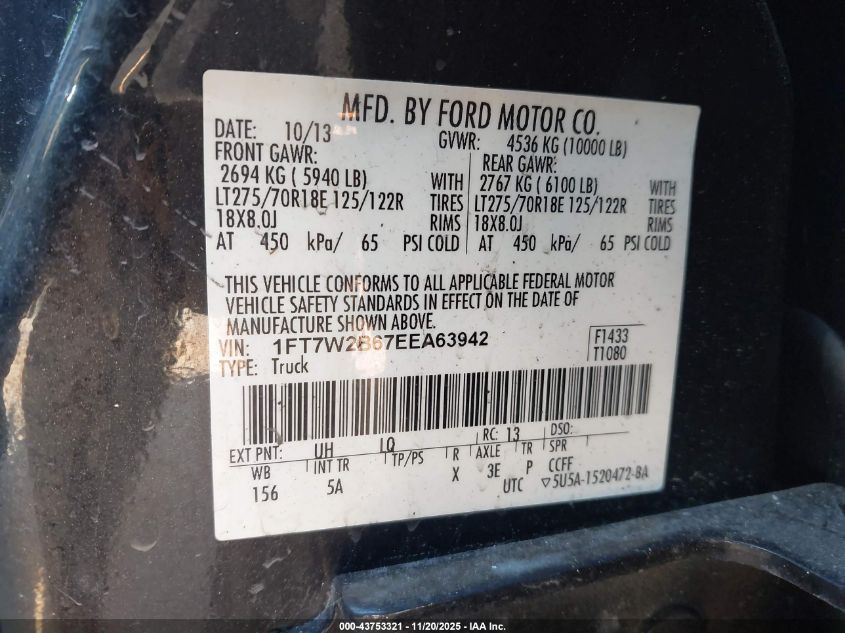 MFD. BY FORD MOTOR CO.
DATE: 10/13 GVWR: 4536 KG (10000 LB)
FRONT GAWR: REAR GAWR:
2694 KG ( 5940 LB) WITH 2767 KG ( 6100 LB) WITH
LT275/70R18E 125/122R TIRES LT275/70R18E 125/122R TIRES
18X8.0J RIMS 18X8.0J RIMS
AT 450 kPa/ 65 PSI COLD AT 450 kPa/ 65 PSI COLD
THIS VEHICLE CONFORMS TO ALL APPLICABLE FEDERAL MOTOR
VEHICLE SAFETY STANDARDS IN EFFECT ON THE DATE OF
MANUFACTURE SHOWN ABOVE.
VIN: 1FT7W2B67EEA63942 F1433
TYPE: Truck T1080
EXT PNT: UH LQ RC: 13 DSO:
WB INT TR TP/PS R AXLE TR SPR
156 5A X 3E P CCFF
UTC ▽5U5A-1520472-BA
000-43753321 - 11/20/2025 - IAA, Inc.